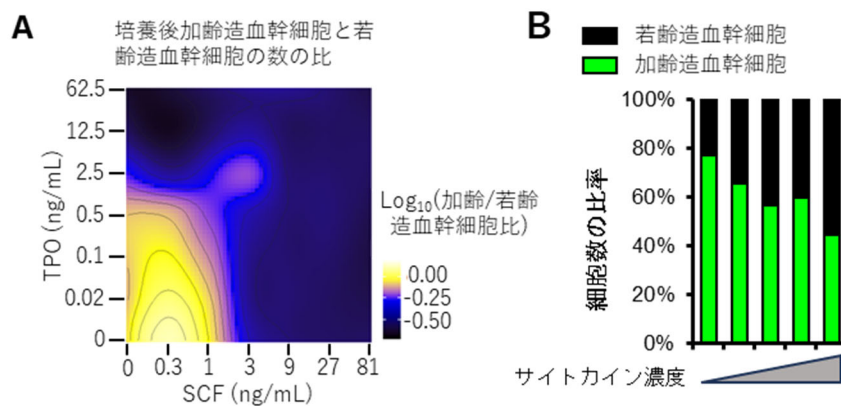 A
培養後加齢造血幹細胞と若
齢造血幹細胞の数の比
62.5
12.5
2.5
0.5
0.1
0.02
0
TPO (ng/mL)
0 0.3 1 3 9 27 81
SCF (ng/mL)
Log₁₀(加齢/若齢
造血幹細胞比)
0.00
-0.25
-0.50
B
若齢造血幹細胞
加齢造血幹細胞
100%
80%
60%
40%
20%
0%
細胞数の比率
サイトカイン濃度